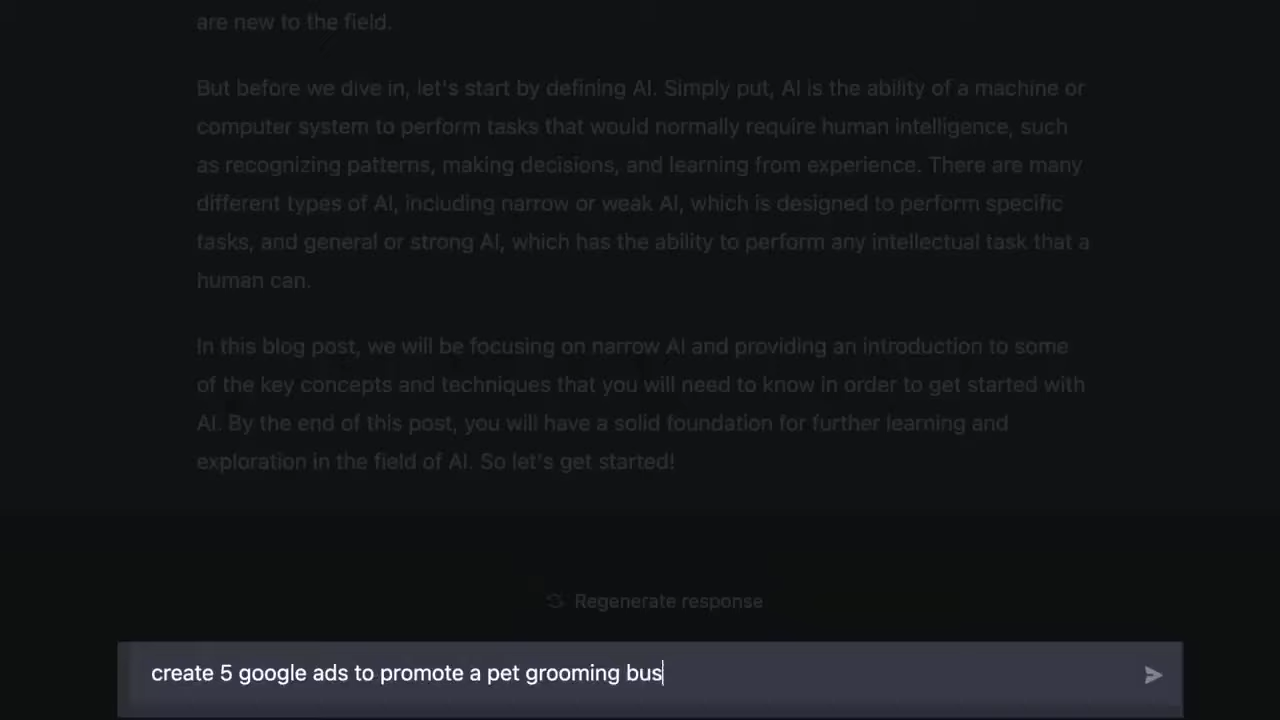 are new to the field.
But before we dive in, let's start by defining AI. Simply put, AI is the ability of a machine or
computer system to perform tasks that would normally require human intelligence, such
as recognizing patterns, making decisions, and learning from experience. There are many
different types of AI, including narrow or weak AI, which is designed to perform specific
tasks, and general or strong AI, which has the ability to perform any intellectual task that a
human can.
In this blog post, we will be focusing on narrow AI and providing an introduction to some
of the key concepts and techniques that you will need to know in order to get started with
AI. By the end of this post, you will have a solid foundation for further learning and
exploration in the field of AI. So let's get started!
Regenerate response
create 5 google ads to promote a pet grooming bus